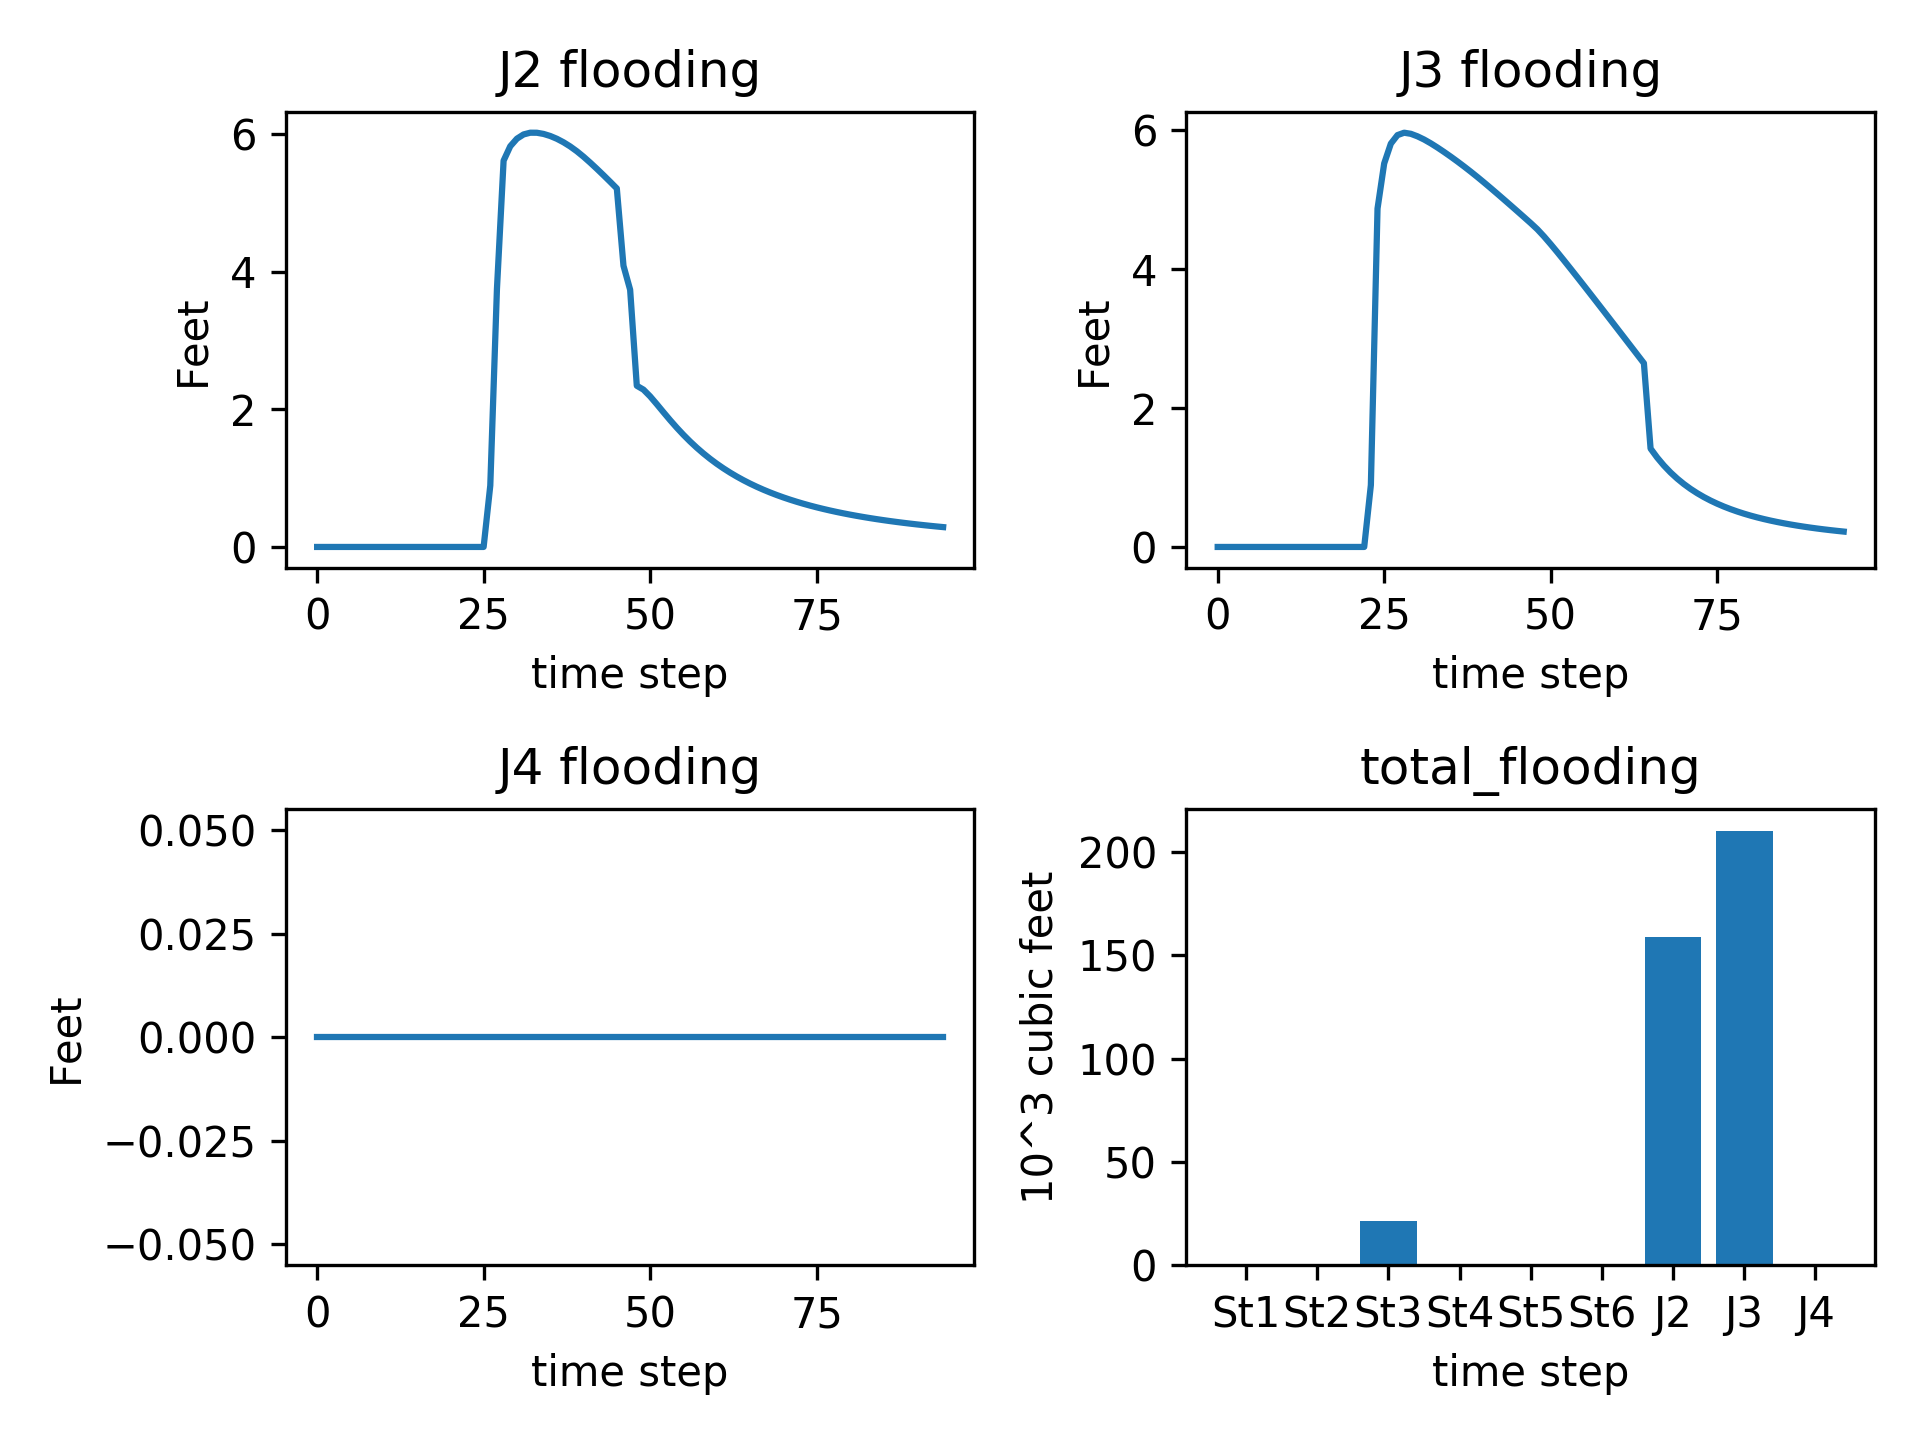 J2 flooding
Feet
6
4
2
0
0 25 50 75
time step
J3 flooding
Feet
6
4
2
0
0 25 50 75
time step
J4 flooding
Feet
0.050
0.025
0.000
−0.025
−0.050
0 25 50 75
time step
total_flooding
10^3 cubic feet
200
150
100
50
0
St1 St2 St3 St4 St5 St6 J2 J3 J4
time step